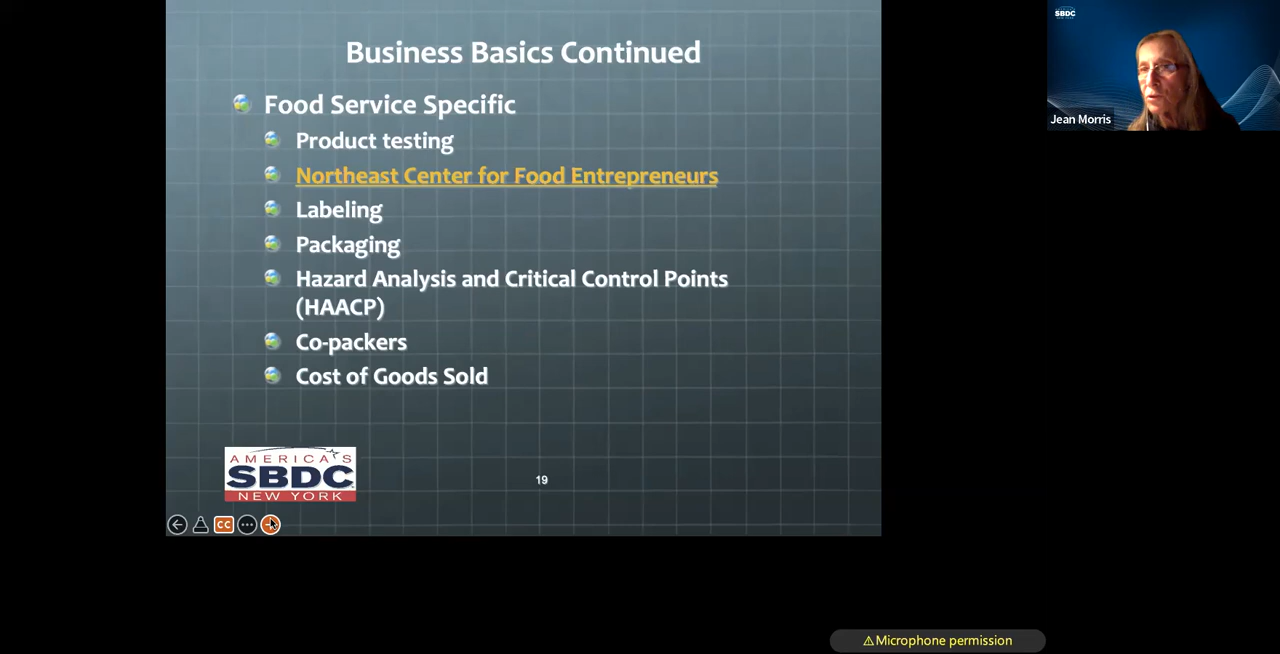 Business Basics Continued
Food Service Specific
Product testing
Northeast Center for Food Entrepreneurs
Labeling
Packaging
Hazard Analysis and Critical Control Points
(HAACP)
Co-packers
Cost of Goods Sold
AMERICA'S
SBDC
NEW YORK
19
CC
SBDC
Jean Morris
Microphone permission